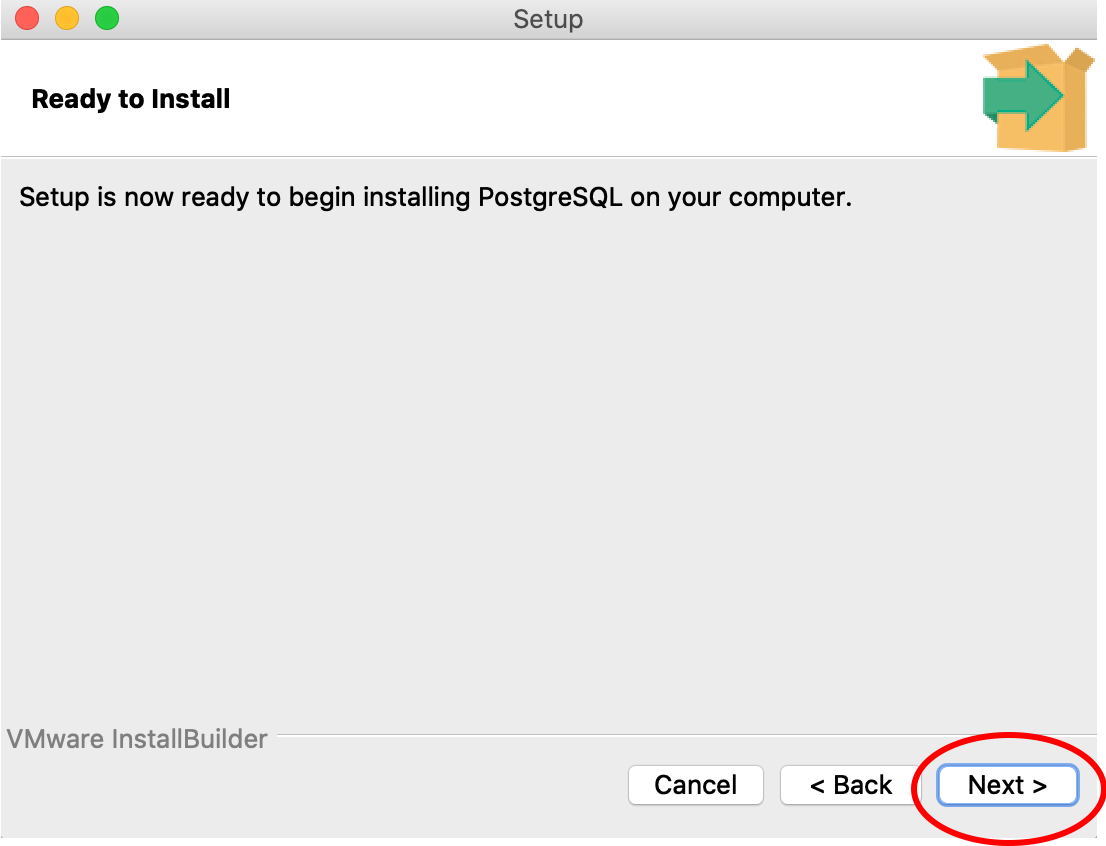 Setup
Ready to Install
Setup is now ready to begin installing PostgreSQL on your computer.
VMware InstallBuilder
Cancel
< Back
Next >